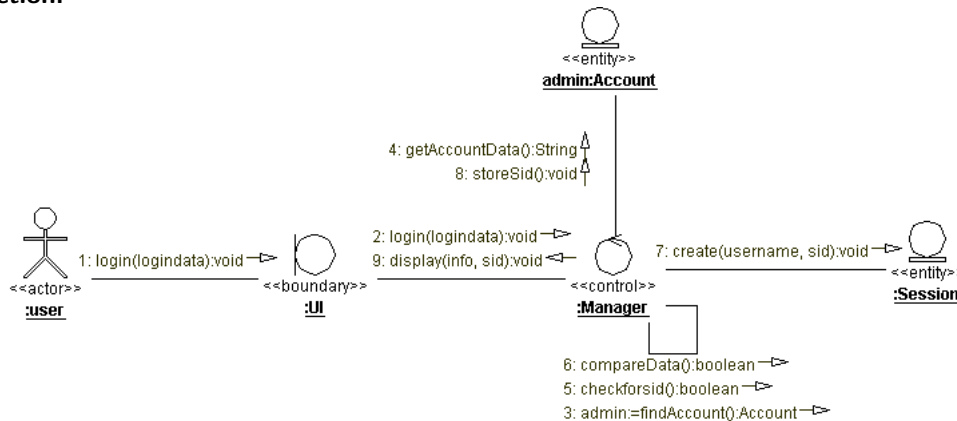 <<entity>>
admin:Account
4: getAccountData():String
8: storeSid():void
1: login(logindata):void
<<actor>>
:user
<<boundary>>
:UI
2: login(logindata):void
9: display(info, sid):void
<<control>>
:Manager
7: create(username, sid):void
<<entity>>
:Session
6: compareData():boolean
5: checkforsid():boolean
3: admin:=findAccount():Account